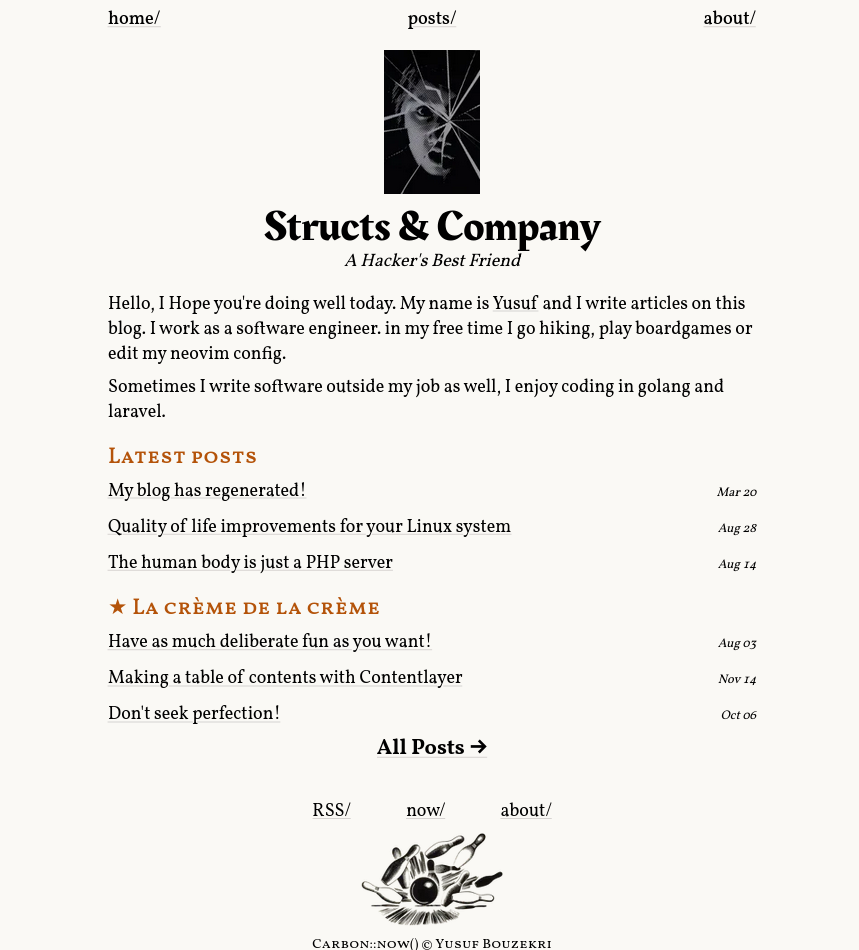 home/ posts/ about/
Structs & Company
A Hacker's Best Friend
Hello, I Hope you're doing well today. My name is Yusuf and I write articles on this
blog. I work as a software engineer. in my free time I go hiking, play boardgames or
edit my neovim config.
Sometimes I write software outside my job as well, I enjoy coding in golang and
laravel.
Latest posts
My blog has regenerated! Mar 20
Quality of life improvements for your Linux system Aug 28
The human body is just a PHP server Aug 14
★ La crème de la crème
Have as much deliberate fun as you want! Aug 03
Making a table of contents with Contentlayer Nov 14
Don't seek perfection! Oct 06
All Posts →
RSS/ now/ about/
Carbon::now() © Yusuf Bouzekri